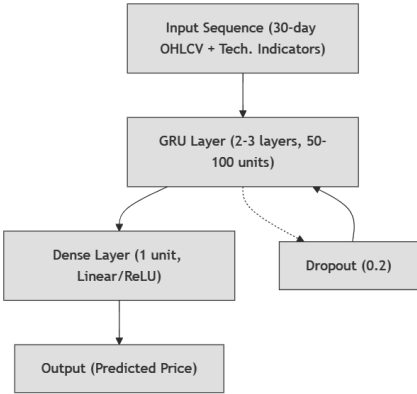 Input Sequence (30-day
OHLCV + Tech. Indicators)
GRU Layer (2-3 layers, 50-
100 units)
Dense Layer (1 unit,
Linear/ReLU)
Dropout (0.2)
Output (Predicted Price)